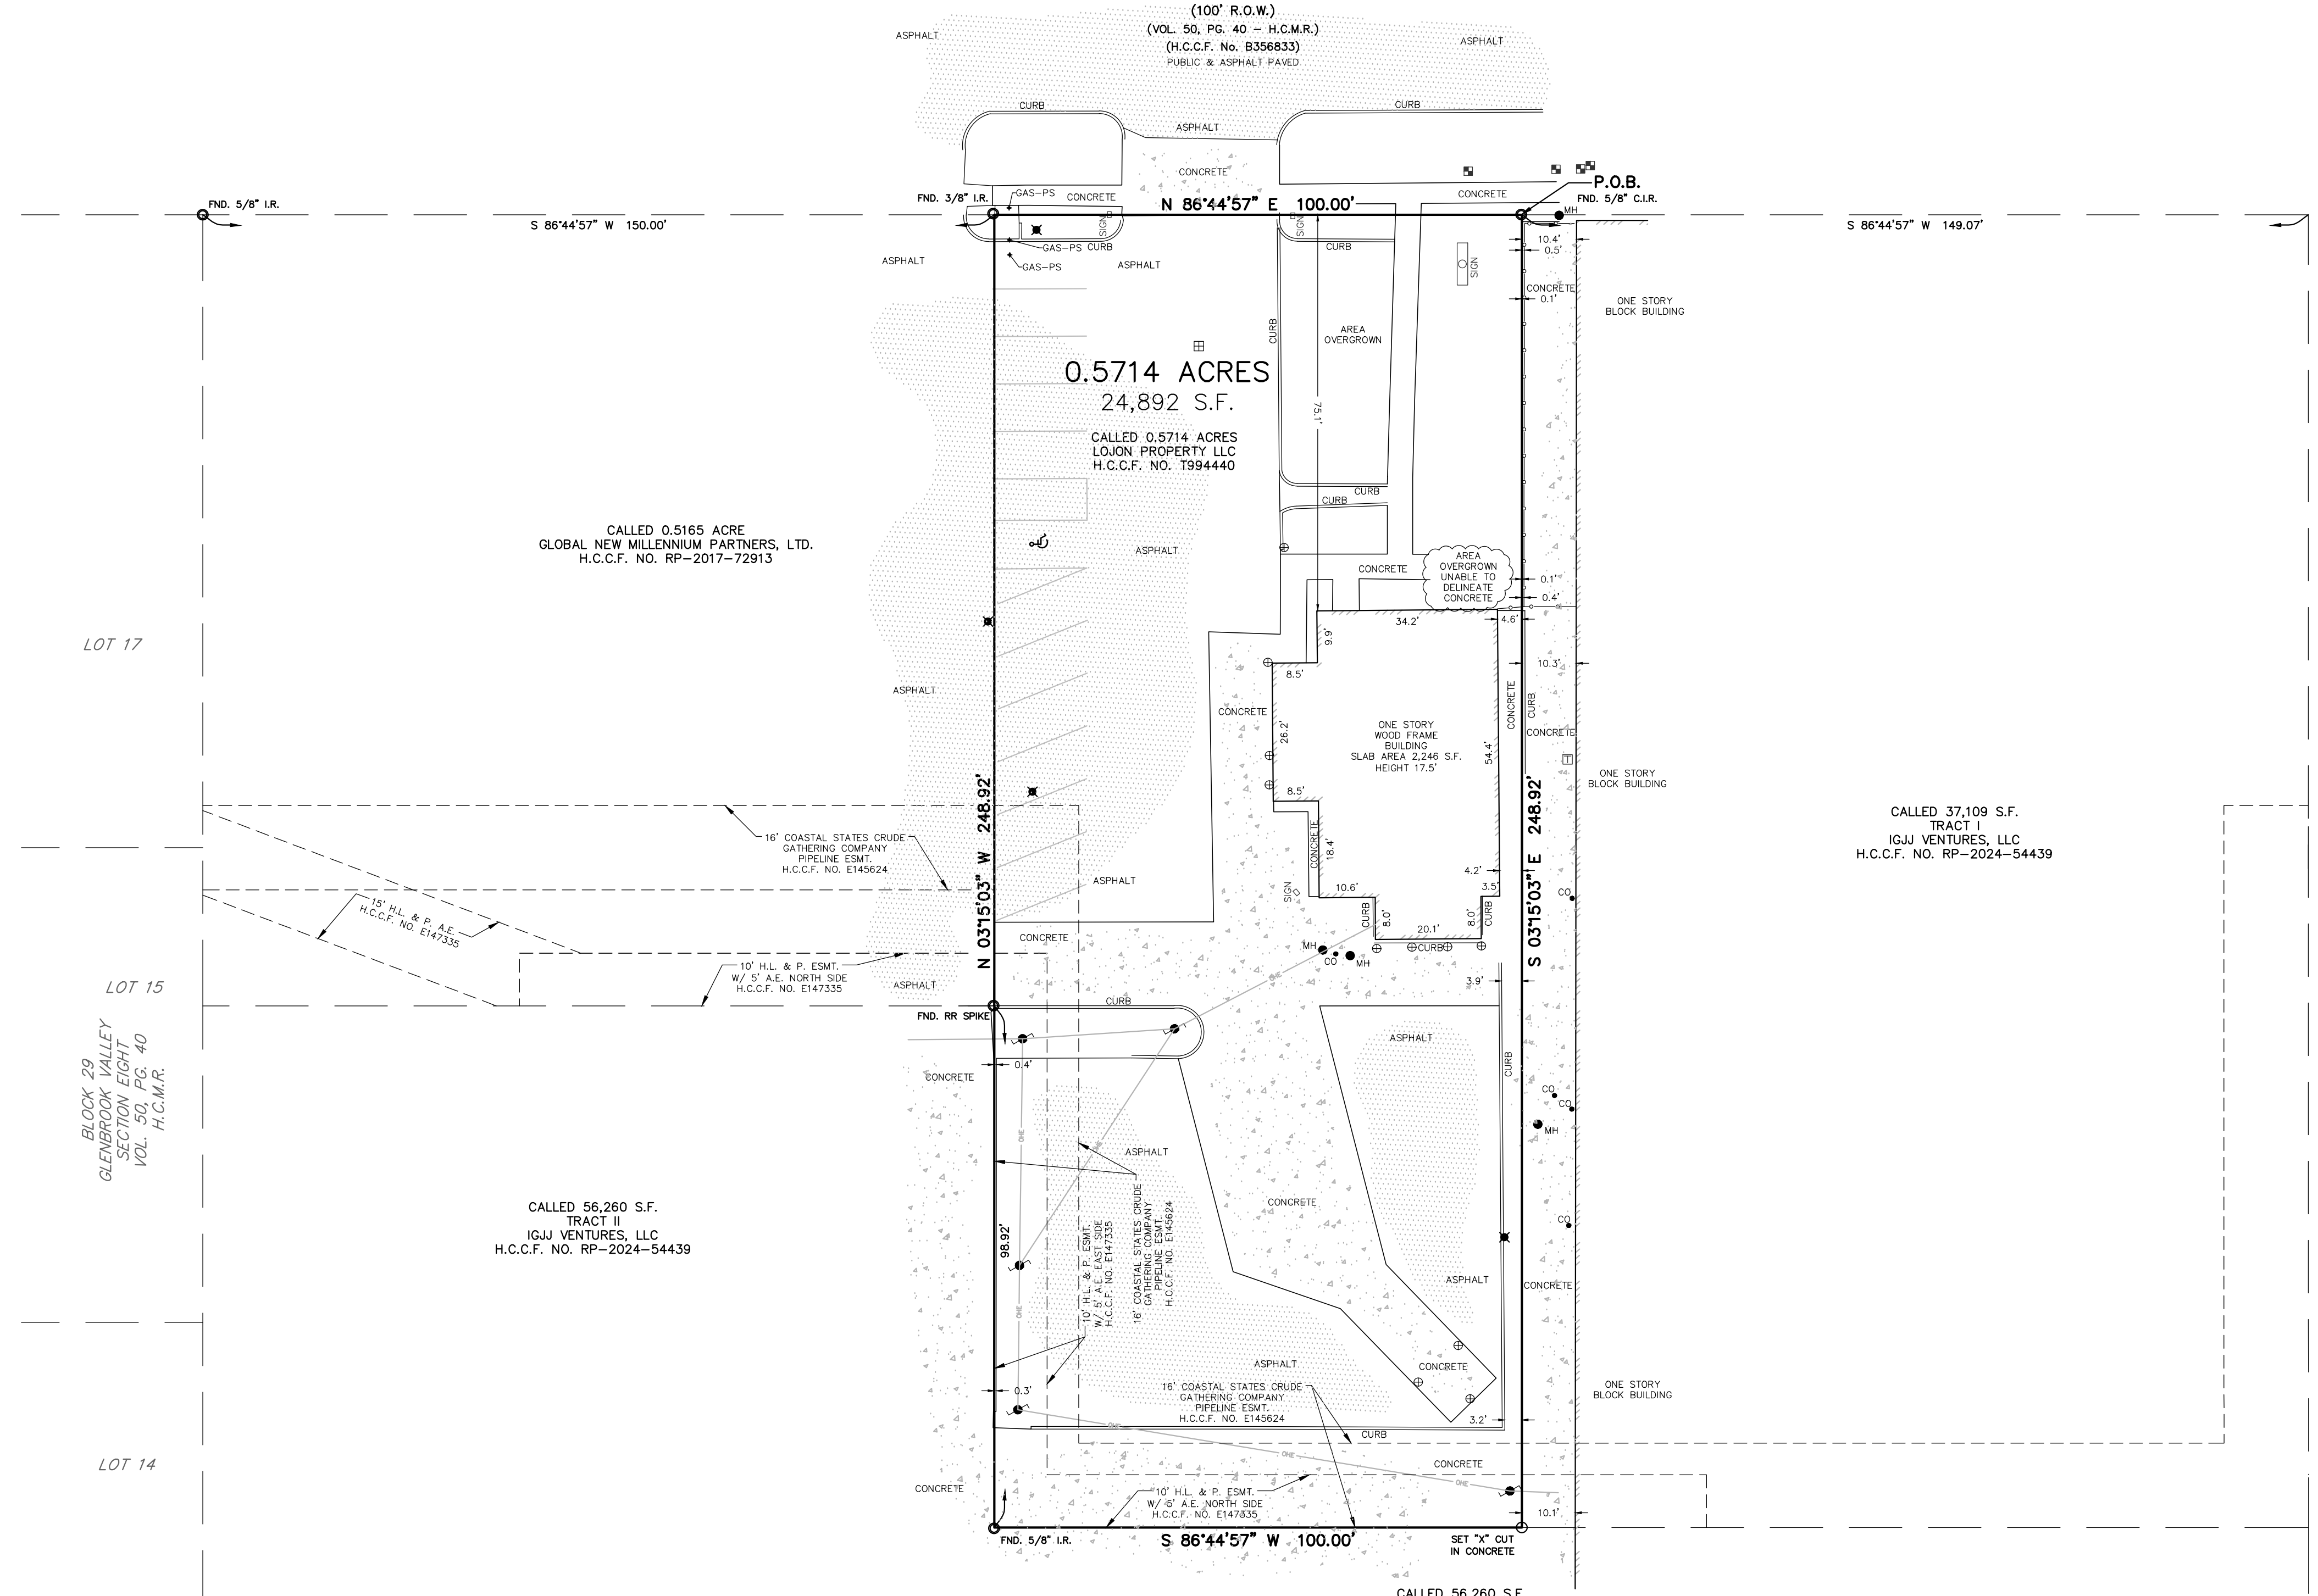 (100' R.O.W.)
(VOL. 50, PG. 40 - H.C.M.R.)
(H.C.C.F. No. B356833)
PUBLIC & ASPHALT PAVED
ASPHALT
ASPHALT
CURB
CURB
ASPHALT
CONCRETE
P.O.B.
FND. 5/8" C.I.R.
FND. 5/8" I.R.
FND. 3/8" I.R.
GAS-PS
CONCRETE
CONCRETE
MH
N 86°44'57" E 100.00'
S 86°44'57" W 150.00'
S 86°44'57" W 149.07'
SIGN
SIGN
GAS-PS
CURB
CURB
GAS-PS
ASPHALT
ASPHALT
SIGN
10.4'
0.5'
CONCRETE
0.1'
ONE STORY
BLOCK BUILDING
CURB
AREA
OVERGROWN
0.5714 ACRES
24,892 S.F.
75.1'
CALLED 0.5714 ACRES
LOJON PROPERTY LLC
H.C.C.F. NO. T994440
CURB
CURB
CALLED 0.5165 ACRE
GLOBAL NEW MILLENNIUM PARTNERS, LTD.
H.C.C.F. NO. RP-2017-72913
ASPHALT
CONCRETE
AREA
OVERGROWN
UNABLE TO
DELINEATE
CONCRETE
0.1'
0.4'
34.2'
4.6'
9.9'
LOT 17
8.5'
10.3'
ASPHALT
CONCRETE
CONCRETE
CURB
CONCRETE
26.2'
ONE STORY
WOOD FRAME
BUILDING
SLAB AREA 2,246 S.F.
HEIGHT 17.5'
54.4'
ONE STORY
BLOCK BUILDING
8.5'
N 03°15'03" W 248.92'
S 03°15'03" E 248.92'
CALLED 37,109 S.F.
TRACT I
IGJJ VENTURES, LLC
H.C.C.F. NO. RP-2024-54439
16' COASTAL STATES CRUDE
GATHERING COMPANY
PIPELINE ESMT.
H.C.C.F. NO. E145624
CONCRETE
18.4'
ASPHALT
4.2'
SIGN
10.6'
3.5'
CO
15' H.L. & P. A.E.
H.C.C.F. NO. E147335
CURB
8.0'
8.0'
CURB
20.1'
CONCRETE
MH
CO
MH
CURB
10' H.L. & P. ESMT.
W/ 5' A.E. NORTH SIDE
H.C.C.F. NO. E147335
OHE
3.9'
ASPHALT
LOT 15
CURB
FND. RR SPIKE
BLOCK 29
GLENBROOK VALLEY
SECTION EIGHT
VOL. 50, PG. 40
H.C.M.R.
ASPHALT
0.4'
CURB
CONCRETE
CO
CO
MH
OHE
OHE
ASPHALT
CONCRETE
CALLED 56,260 S.F.
TRACT II
IGJJ VENTURES, LLC
H.C.C.F. NO. RP-2024-54439
98.92'
10' H.L. & P. ESMT.
W/ 5' A.E. EAST SIDE
H.C.C.F. NO. E147335
16' COASTAL STATES CRUDE
GATHERING COMPANY
PIPELINE ESMT.
H.C.C.F. NO. E145624
CO
ASPHALT
CONCRETE
OHE
ASPHALT
CONCRETE
0.3'
16' COASTAL STATES CRUDE
GATHERING COMPANY
PIPELINE ESMT.
H.C.C.F. NO. E145624
ONE STORY
BLOCK BUILDING
3.2'
OHE
CURB
LOT 14
OHE
CONCRETE
OHE
CONCRETE
10' H.L. & P. ESMT.
W/ 5' A.E. NORTH SIDE
H.C.C.F. NO. E147335
10.1'
FND. 5/8" I.R.
S 86°44'57" W 100.00'
SET "X" CUT
IN CONCRETE
CALLED 56,260 S.F.